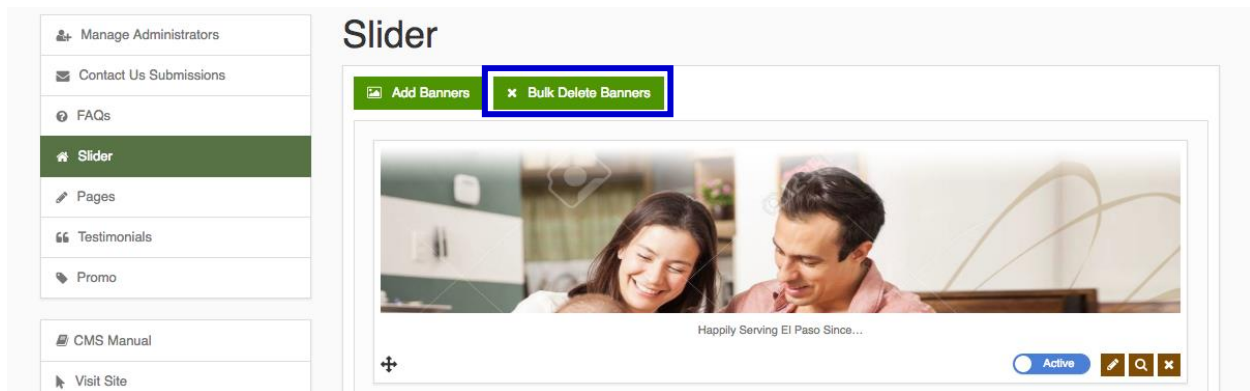 Manage Administrators
Contact Us Submissions
FAQs
Slider
Pages
Testimonials
Promo
CMS Manual
Visit Site
Slider
Add Banners
Bulk Delete Banners
Happily Serving El Paso Since...
Active